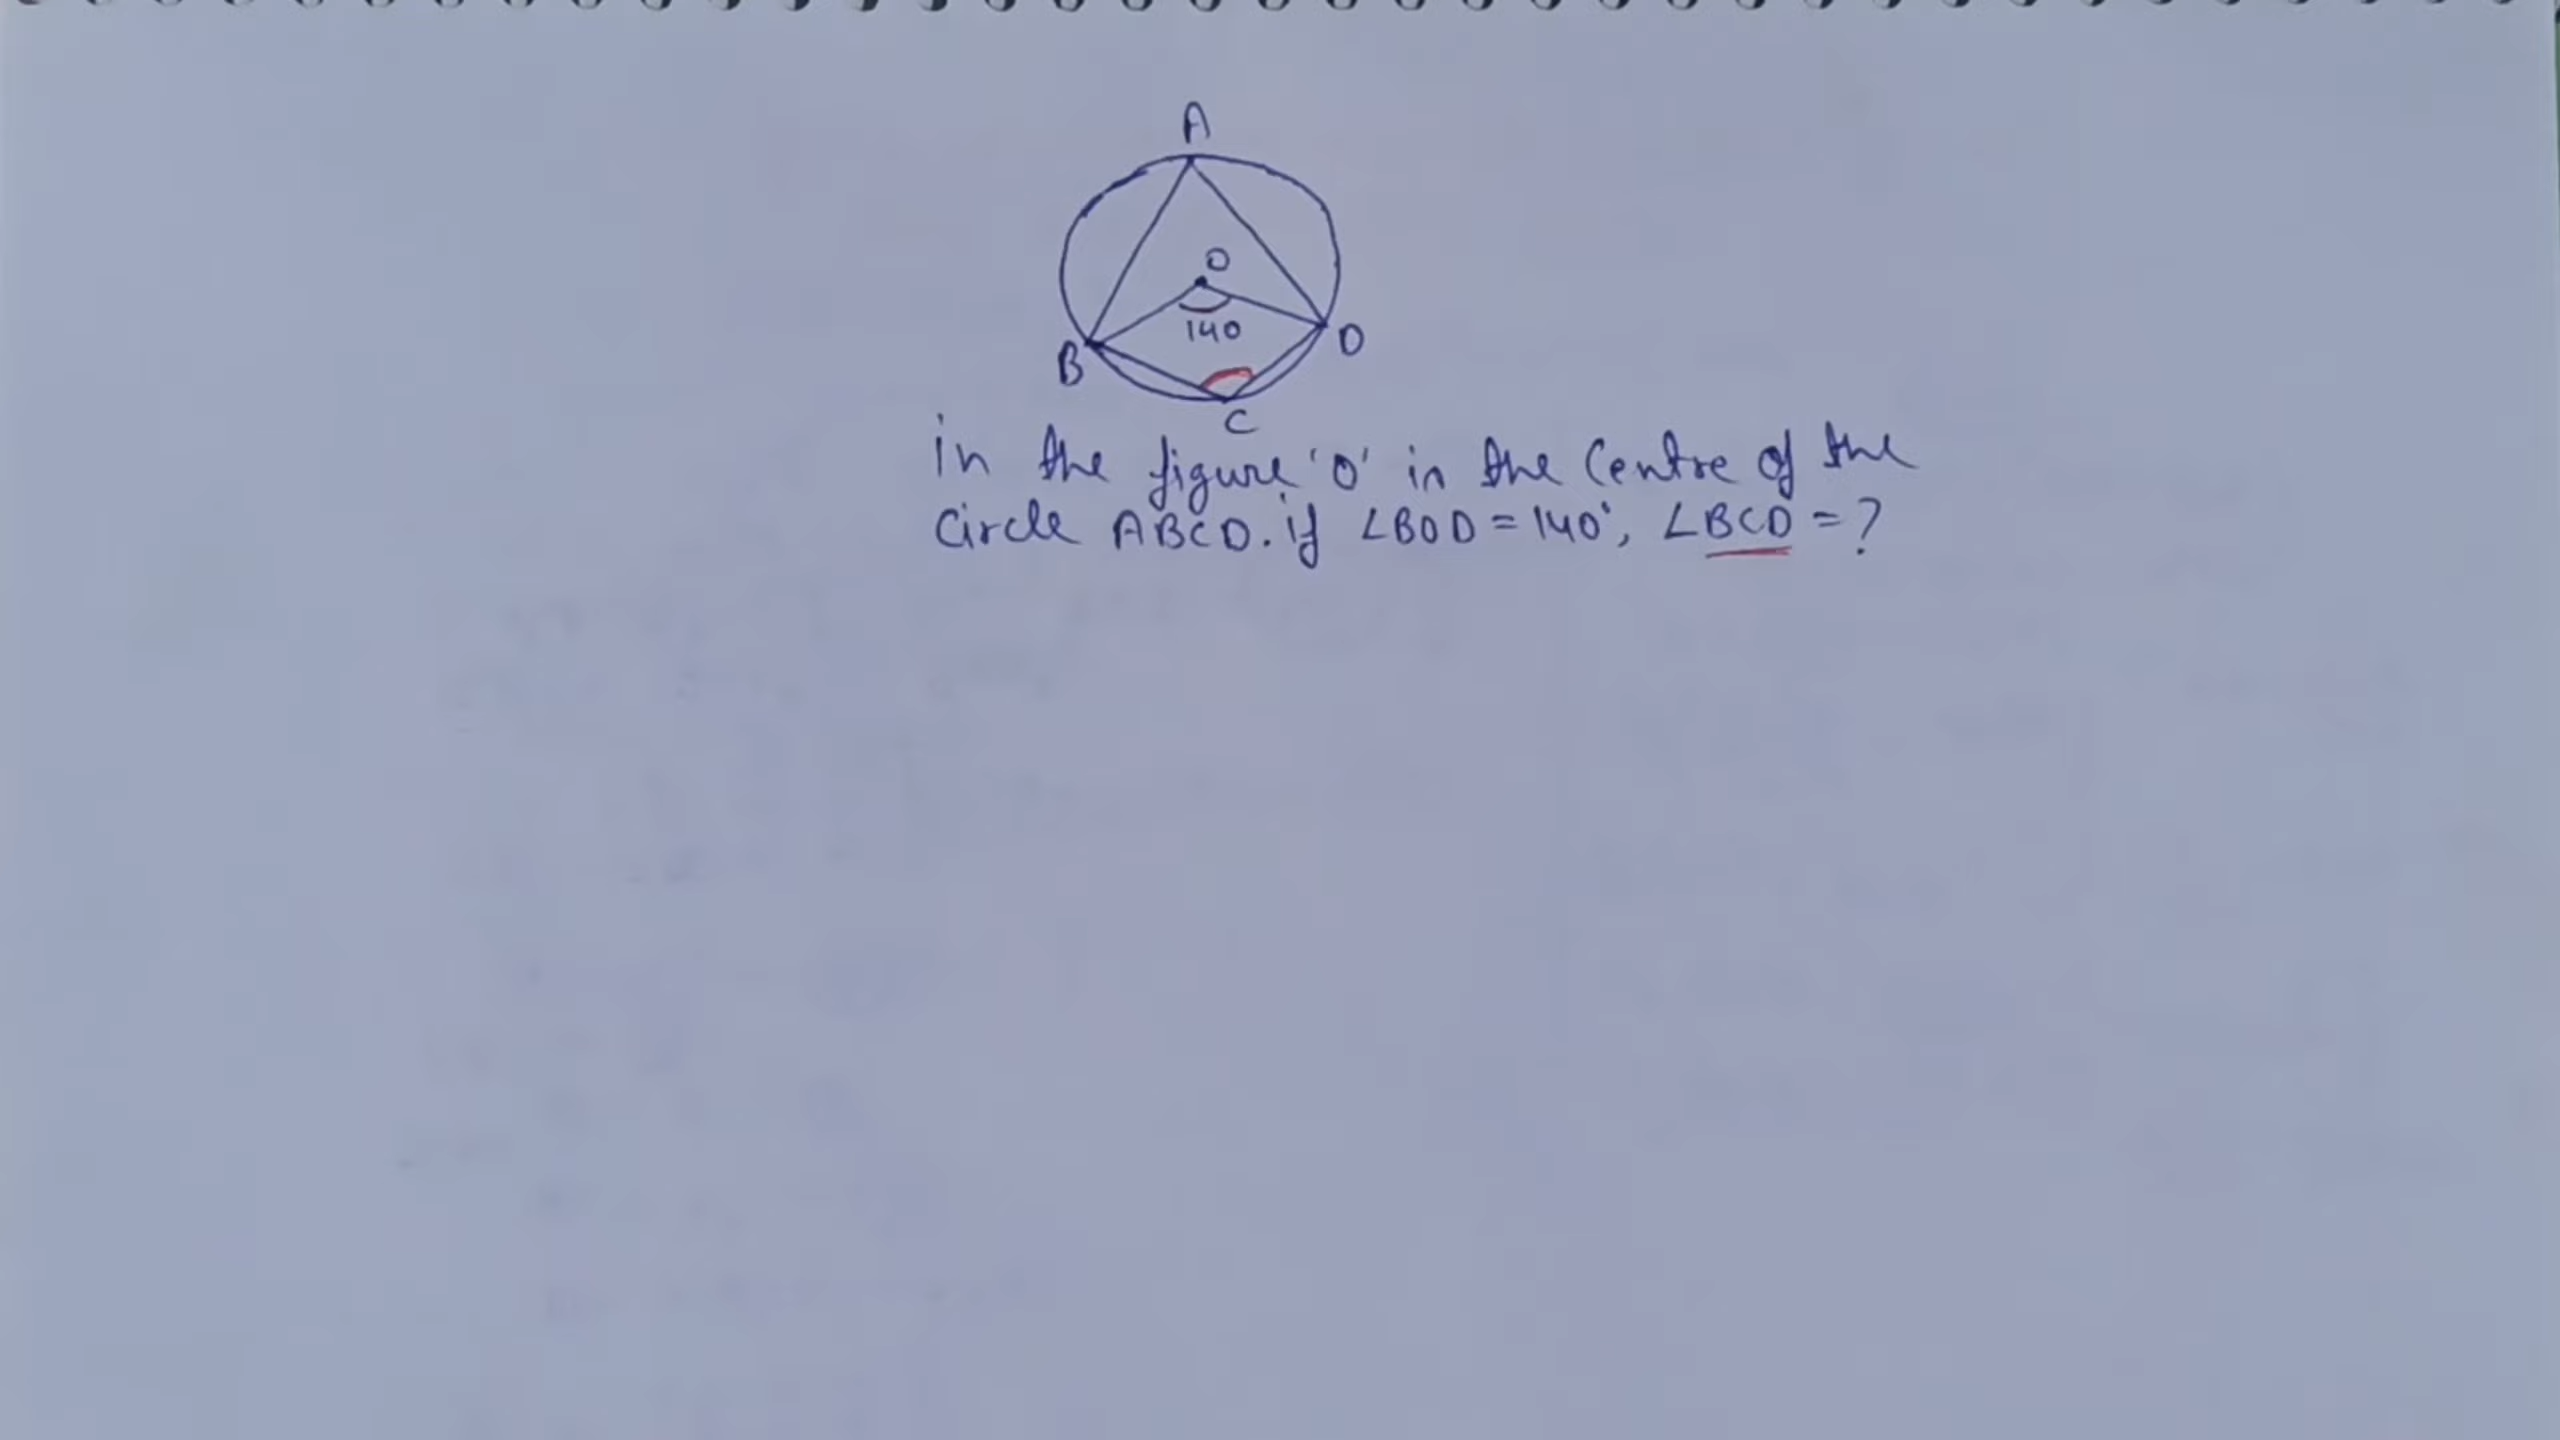 A
O
140
B
D
C
in the figure 'O' in the Centre of the
Circle ABCD. if ∠BOD = 140°, ∠BCD = ?